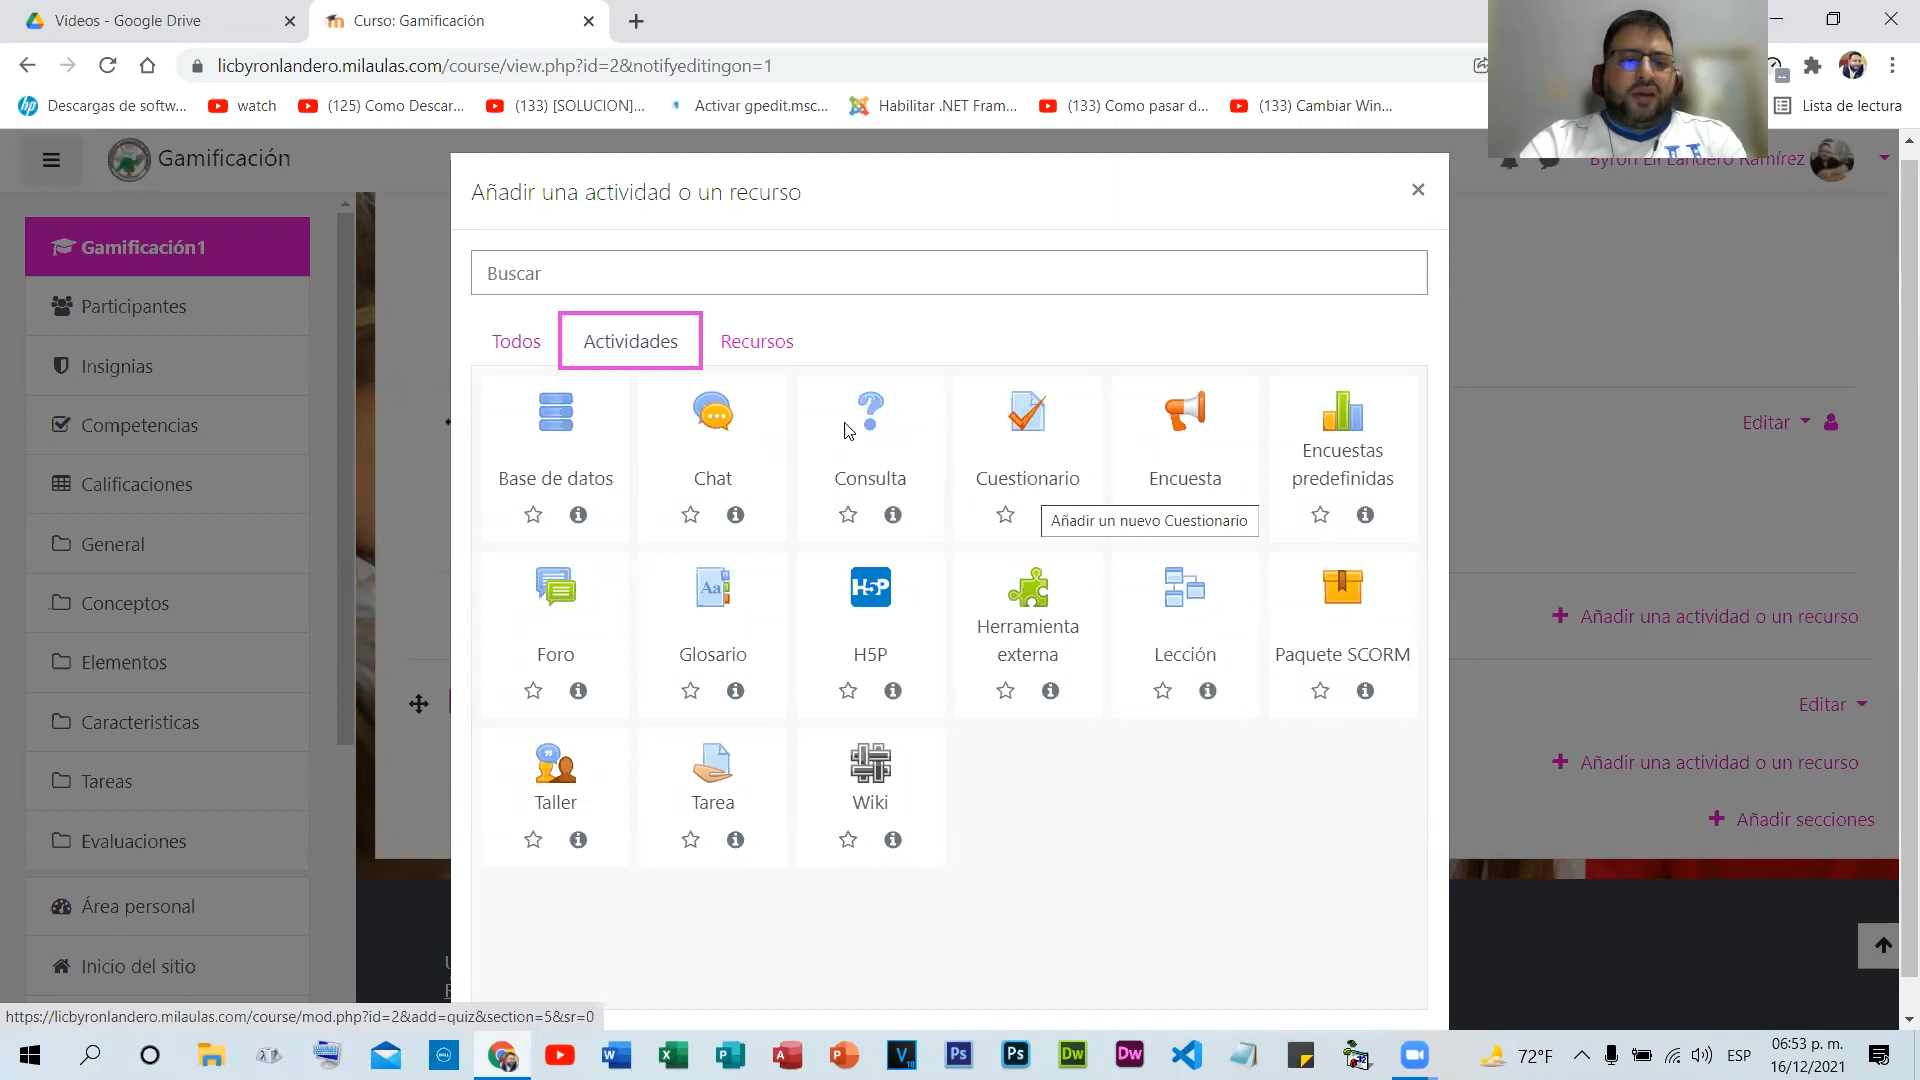 Videos - Google Drive
Curso: Gamificación
licbyronlandero.milaulas.com/course/view.php?id=2&notifyeditingon=1
Descargas de softw...
watch
(125) Como Descar...
(133) [SOLUCION]...
Activar gpedit.msc...
Habilitar .NET Fram...
(133) Como pasar d...
(133) Cambiar Win...
Lista de lectura
Gamificación
Byron Eli Landero Ramírez
Gamificación1
Participantes
Insignias
Competencias
Calificaciones
General
Conceptos
Elementos
Caracteristicas
Tareas
Evaluaciones
Área personal
Inicio del sitio
Añadir una actividad o un recurso
Buscar
Todos
Actividades
Recursos
Base de datos
Chat
Consulta
Cuestionario
Encuesta
Encuestas
predefinidas
Añadir un nuevo Cuestionario
Foro
Glosario
H5P
H5P
Herramienta
externa
Lección
Paquete SCORM
Taller
Tarea
Wiki
Editar
Añadir una actividad o un recurso
Editar
Añadir una actividad o un recurso
Añadir secciones
https://licbyronlandero.milaulas.com/course/mod.php?id=2&add=quiz&section=5&sr=0
72°F
ESP
06:53 p. m.
16/12/2021